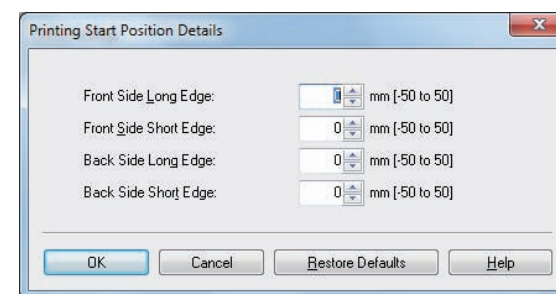 Printing Start Position Details
Front Side Long Edge: 0 mm [-50 to 50]
Front Side Short Edge: 0 mm [-50 to 50]
Back Side Long Edge: 0 mm [-50 to 50]
Back Side Short Edge: 0 mm [-50 to 50]
OK Cancel Restore Defaults Help